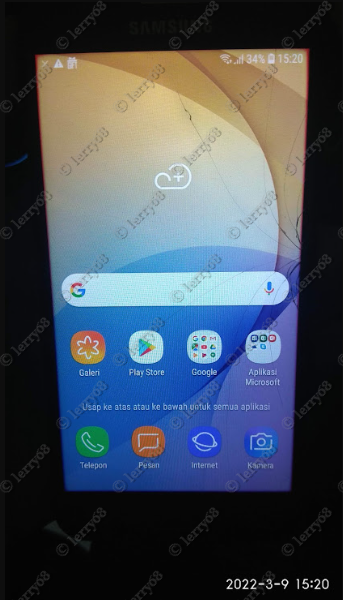 SAMSUNG
34% 15:20
Galeri
Play Store
Google
Aplikasi
Microsoft
Usap ke atas atau ke bawah untuk semua aplikasi
Telepon
Pesan
Internet
Kamera
2022-3-9 15:20
© lerry68